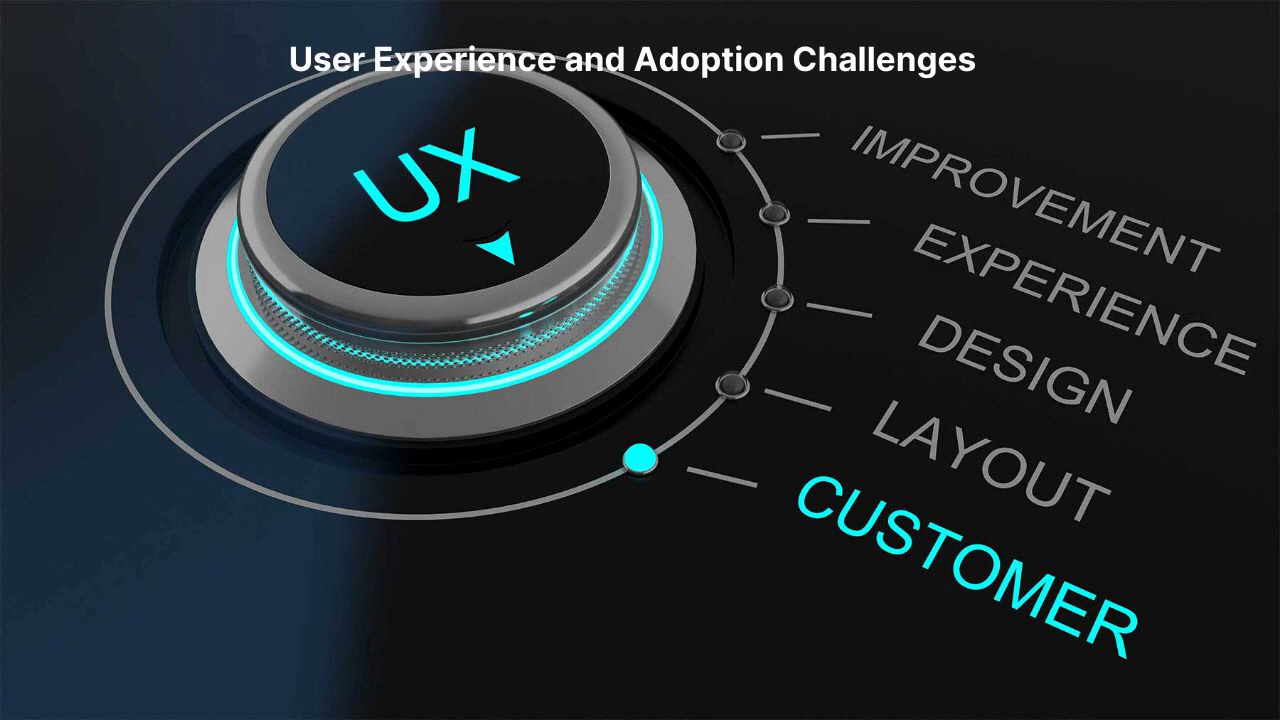 User Experience and Adoption Challenges
UX
IMPROVEMENT
EXPERIENCE
DESIGN
LAYOUT
CUSTOMER